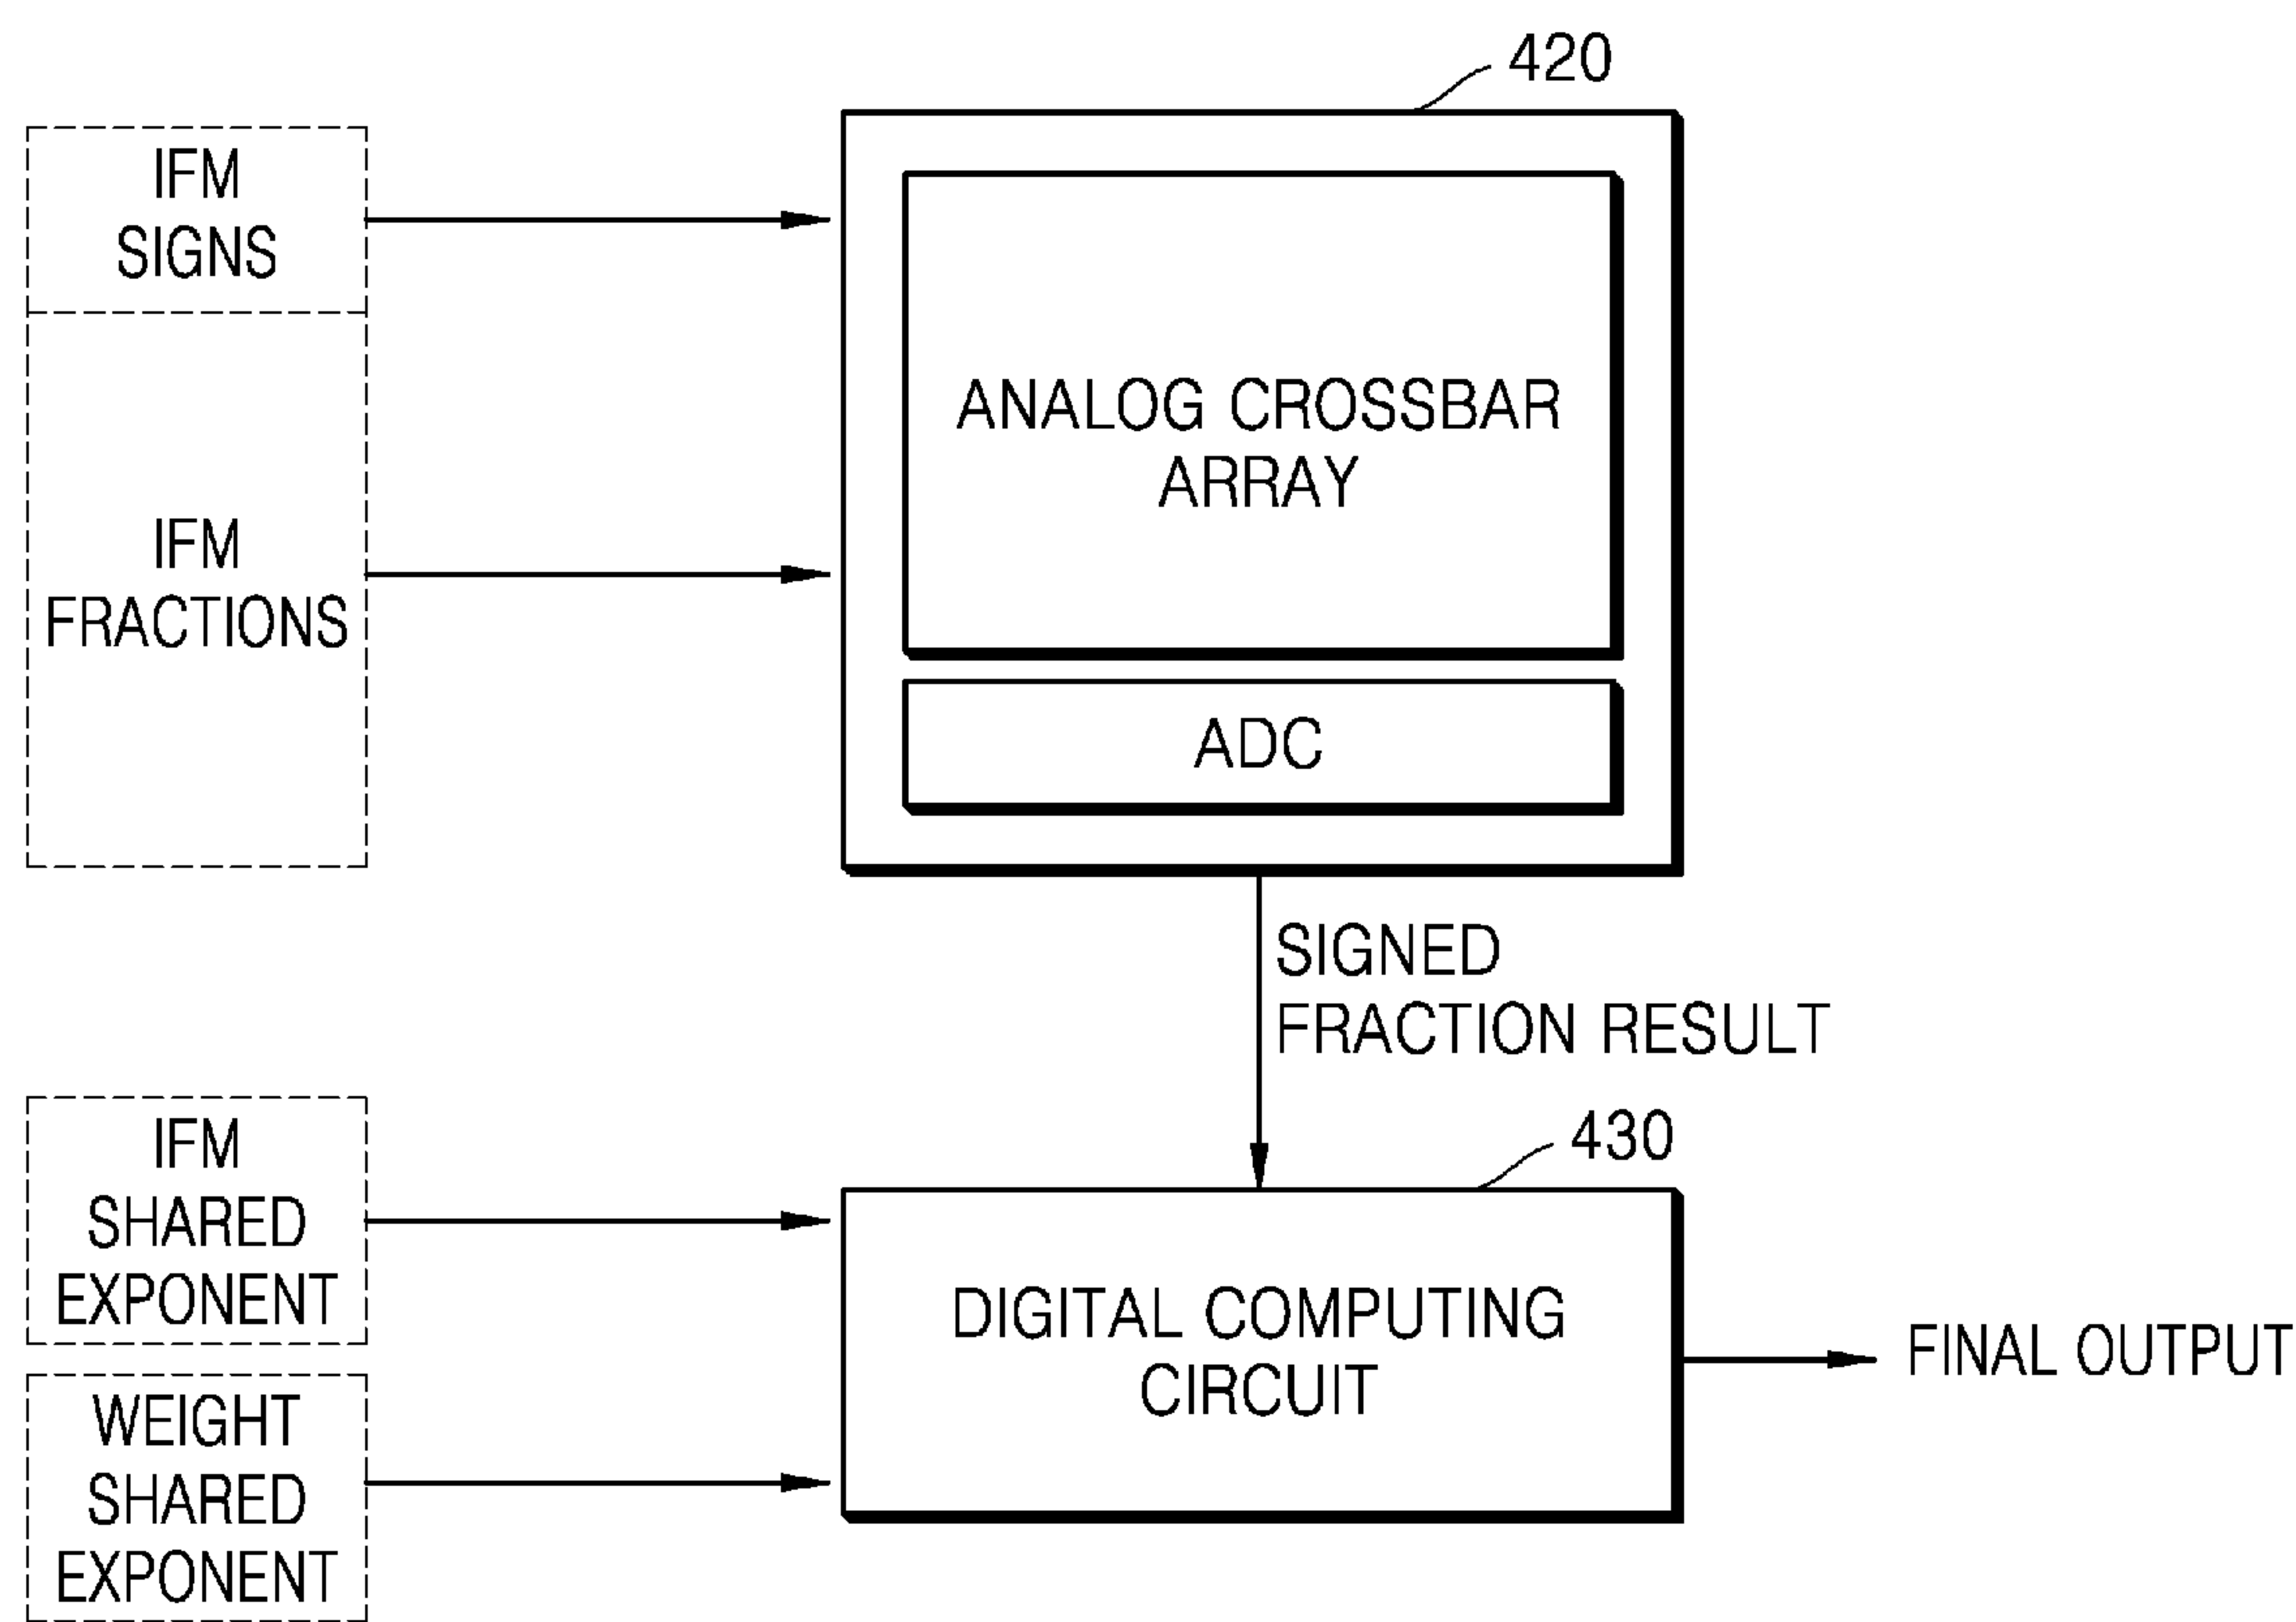 420
IFM
SIGNS
IFM
FRACTIONS
ANALOG CROSSBAR
ARRAY
ADC
SIGNED
FRACTION RESULT
430
IFM
SHARED
EXPONENT
WEIGHT
SHARED
EXPONENT
DIGITAL COMPUTING
CIRCUIT
FINAL OUTPUT